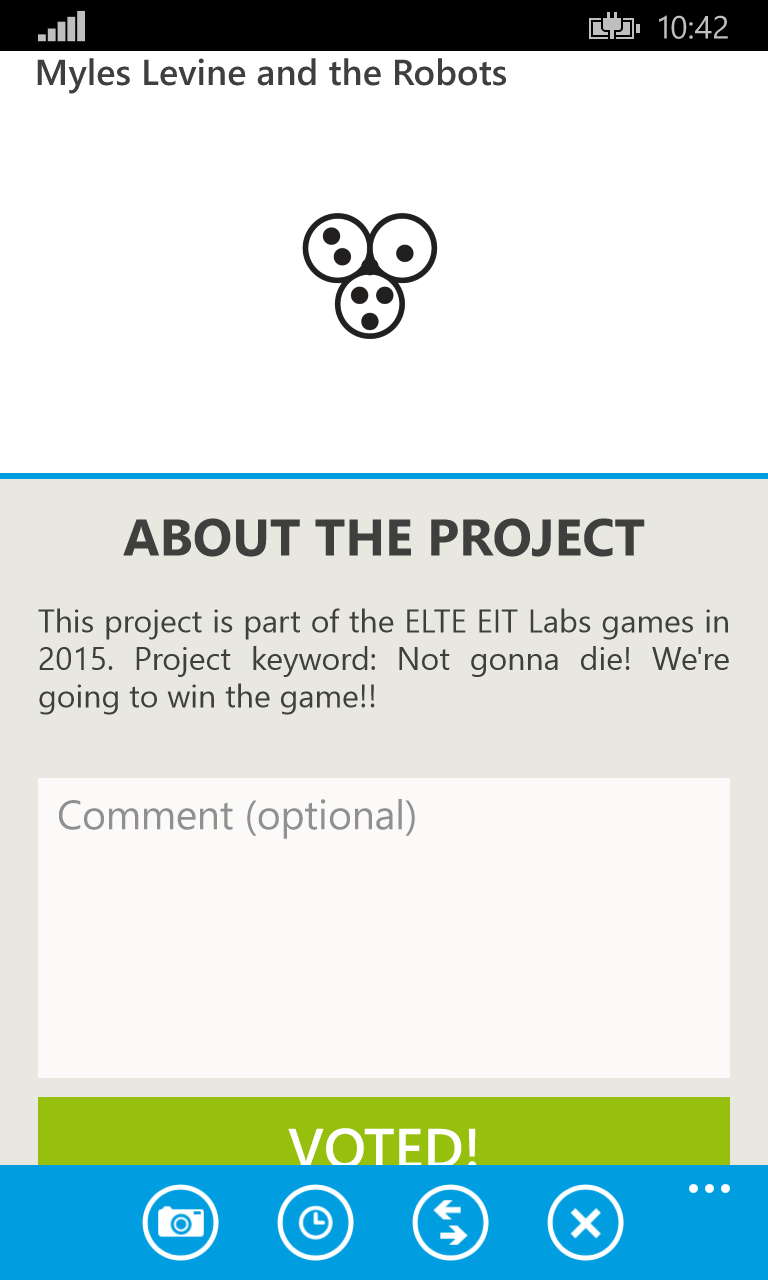 10:42
Myles Levine and the Robots
ABOUT THE PROJECT
This project is part of the ELTE EIT Labs games in
2015. Project keyword: Not gonna die! We're
going to win the game!!
Comment (optional)
VOTED!